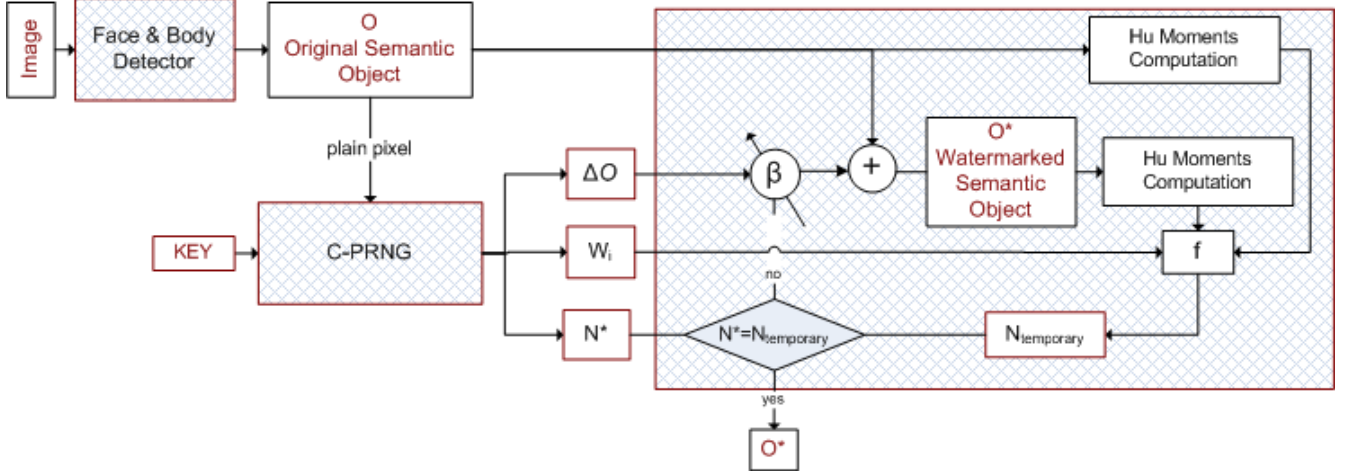 Image
Face & Body
Detector
O
Original Semantic
Object
Hu Moments
Computation
plain pixel
ΔO
β
+
O*
Watermarked
Semantic
Object
Hu Moments
Computation
KEY
C-PRNG
Wi
f
no
N*
N*=Ntemporary
Ntemporary
yes
O*